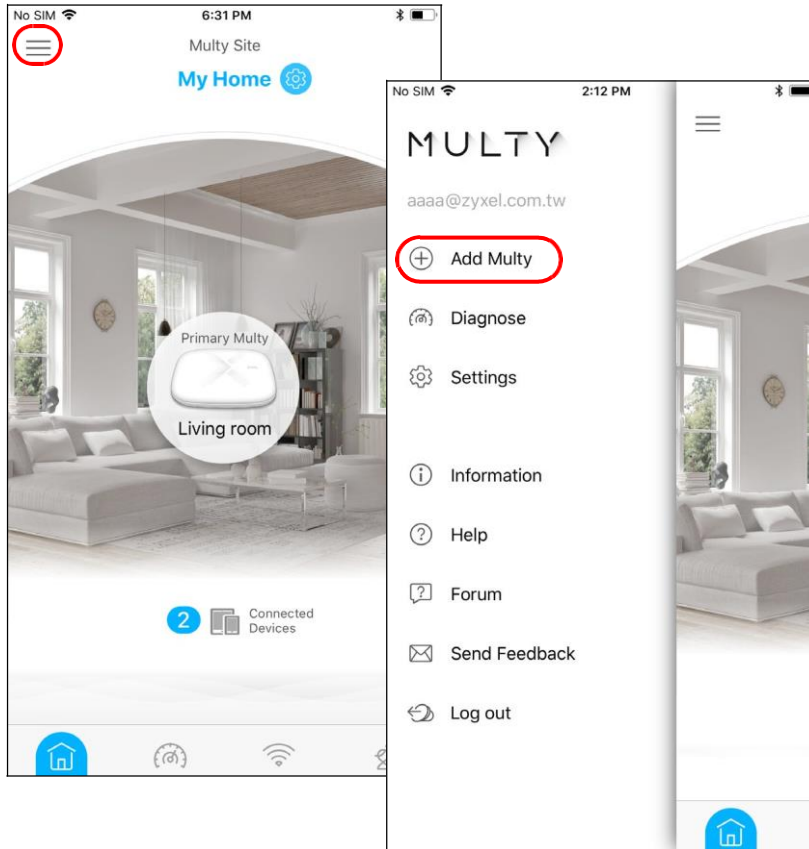 No SIM 6:31 PM
Multy Site
My Home
Primary Multy
Living room
2 Connected
Devices
No SIM 2:12 PM
MULTY
aaaa@zyxel.com.tw
Add Multy
Diagnose
Settings
Information
Help
Forum
Send Feedback
Log out